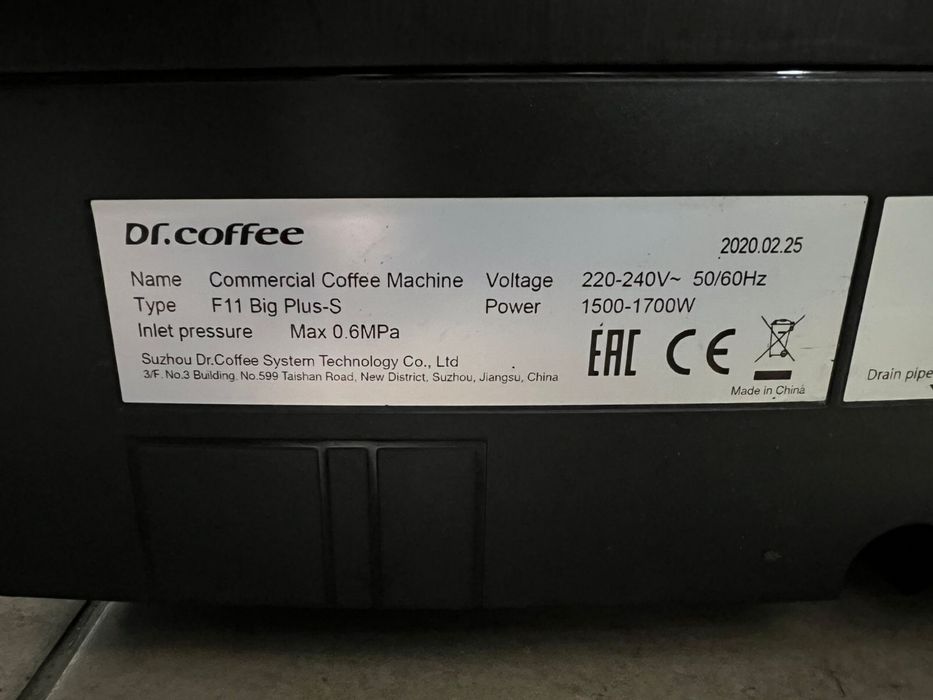 Dr.coffee
2020.02.25
Name Commercial Coffee Machine Voltage 220-240V~ 50/60Hz
Type F11 Big Plus-S Power 1500-1700W
Inlet pressure Max 0.6MPa
Suzhou Dr.Coffee System Technology Co., Ltd
3/F. No.3 Building. No.599 Taishan Road, New District, Suzhou, Jiangsu, China
EAC CE
Made in China
Drain pipe